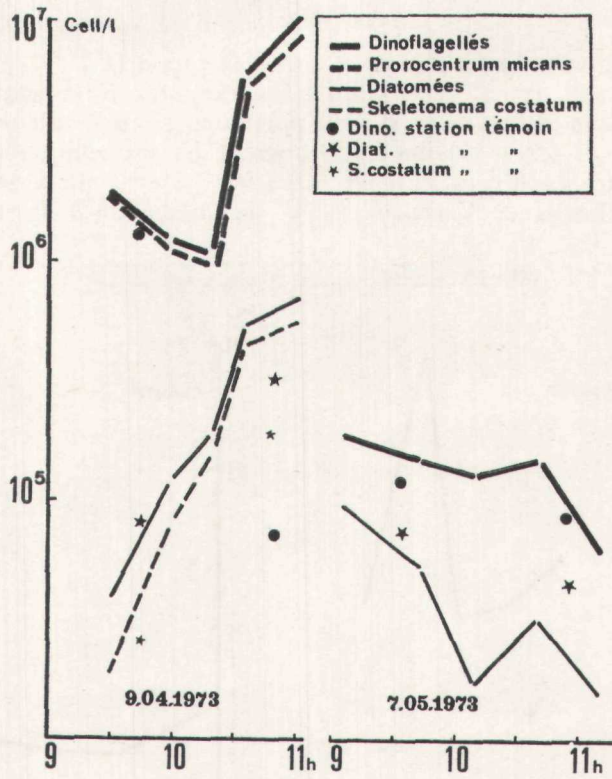 10⁷ Cell/l
Dinoflagellés
Prorocentrum micans
Diatomées
Skeletonema costatum
Dino. station témoin
Diat. „ „
S.costatum „ „
10⁶
10⁵
9.04.1973 7.05.1973
9 10 11h 9 10 11h